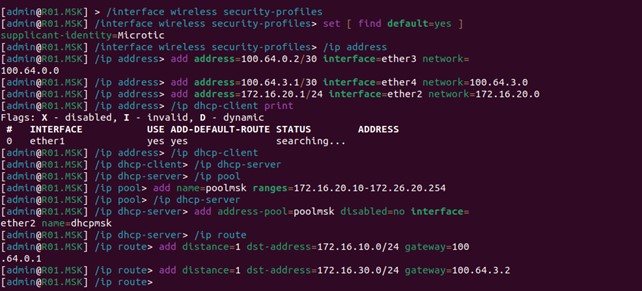 [admin@R01.MSK] > /interface wireless security-profiles
[admin@R01.MSK] /interface wireless security-profiles> set [ find default=yes ]
supplicant-identity=Microtic
[admin@R01.MSK] /interface wireless security-profiles> /ip address
[admin@R01.MSK] /ip address> add address=100.64.0.2/30 interface=ether3 network=
100.64.0.0
[admin@R01.MSK] /ip address> add address=100.64.3.1/30 interface=ether4 network=100.64.3.0
[admin@R01.MSK] /ip address> add address=172.16.20.1/24 interface=ether2 network=172.16.20.0
[admin@R01.MSK] /ip address> /ip dhcp-client print
Flags: X - disabled, I - invalid, D - dynamic
# INTERFACE USE ADD-DEFAULT-ROUTE STATUS ADDRESS
0 ether1 yes yes searching...
[admin@R01.MSK] /ip address> /ip dhcp-client
[admin@R01.MSK] /ip dhcp-client> /ip dhcp-server
[admin@R01.MSK] /ip dhcp-server> /ip pool
[admin@R01.MSK] /ip pool> add name=poolmsk ranges=172.16.20.10-172.26.20.254
[admin@R01.MSK] /ip pool> /ip dhcp-server
[admin@R01.MSK] /ip dhcp-server> add address-pool=poolmsk disabled=no interface=
ether2 name=dhcpmsk
[admin@R01.MSK] /ip dhcp-server> /ip route
[admin@R01.MSK] /ip route> add distance=1 dst-address=172.16.10.0/24 gateway=100
.64.0.1
[admin@R01.MSK] /ip route> add distance=1 dst-address=172.16.30.0/24 gateway=100.64.3.2
[admin@R01.MSK] /ip route>